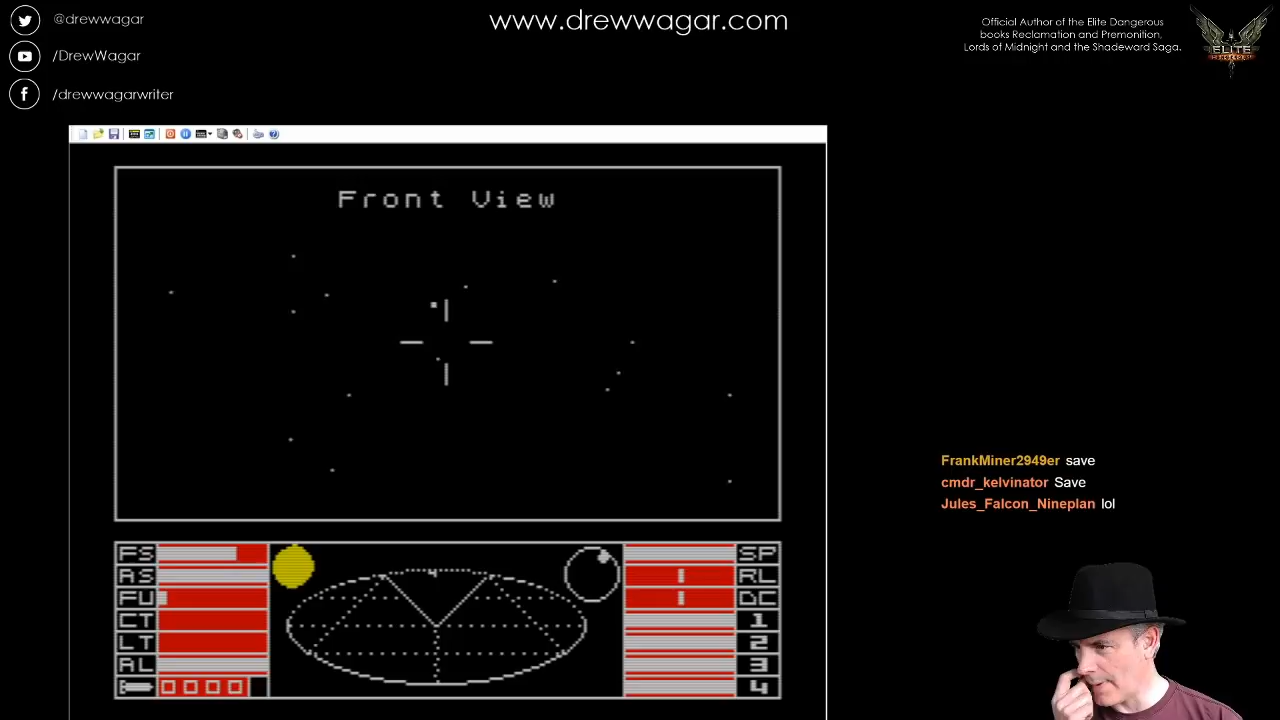 @drewwagar
www.drewwagar.com
Official Author of the Elite Dangerous
books Reclamation and Premonition,
Lords of Midnight and the Shadeward Saga.
ELITE
/DrewWagar
/drewwagarwriter
Front View
FrankMiner2949er save
cmdr_kelvinator Save
Jules_Falcon_Nineplan lol
FS
SP
AS
RL
FU
DC
CT
1
LT
2
AL
3
4